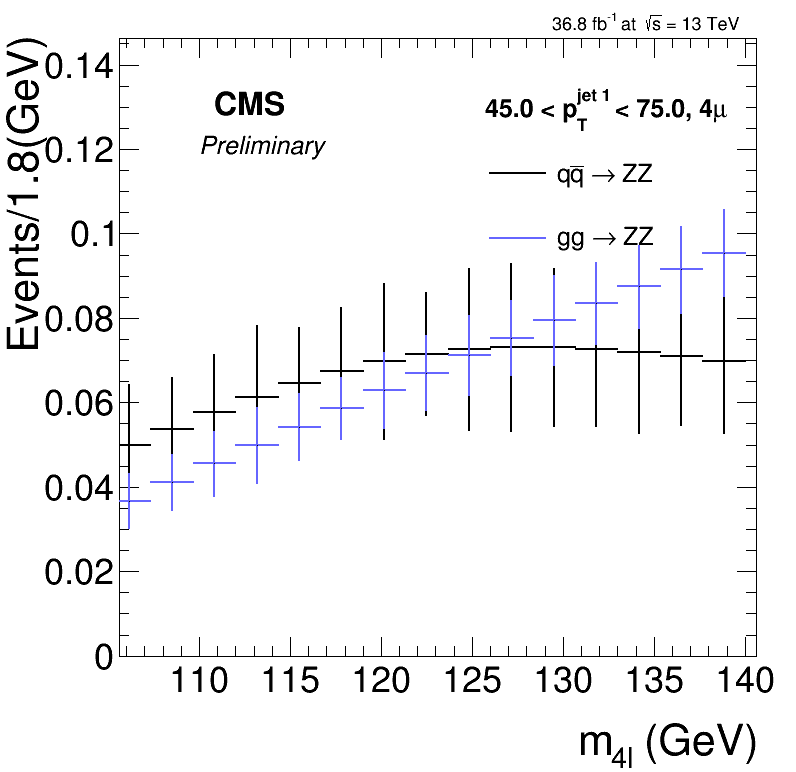 36.8 fb⁻¹ at √s = 13 TeV
CMS
Preliminary
45.0 < p_T^{jet 1} < 75.0, 4μ
qq̅ → ZZ
gg → ZZ
Events/1.8(GeV)
0.14
0.12
0.1
0.08
0.06
0.04
0.02
0
110 115 120 125 130 135 140
m_{4l} (GeV)